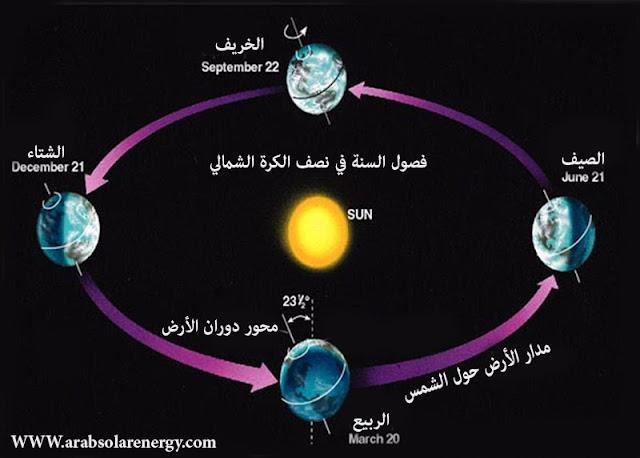 الخريف
September 22
الشتاء
December 21
فصول السنة في نصف الكرة الشمالي
الصيف
June 21
SUN
23½°
محور دوران الأرض
مدار الأرض حول الشمس
الربيع
March 20
WWW.arabsolarenergy.com